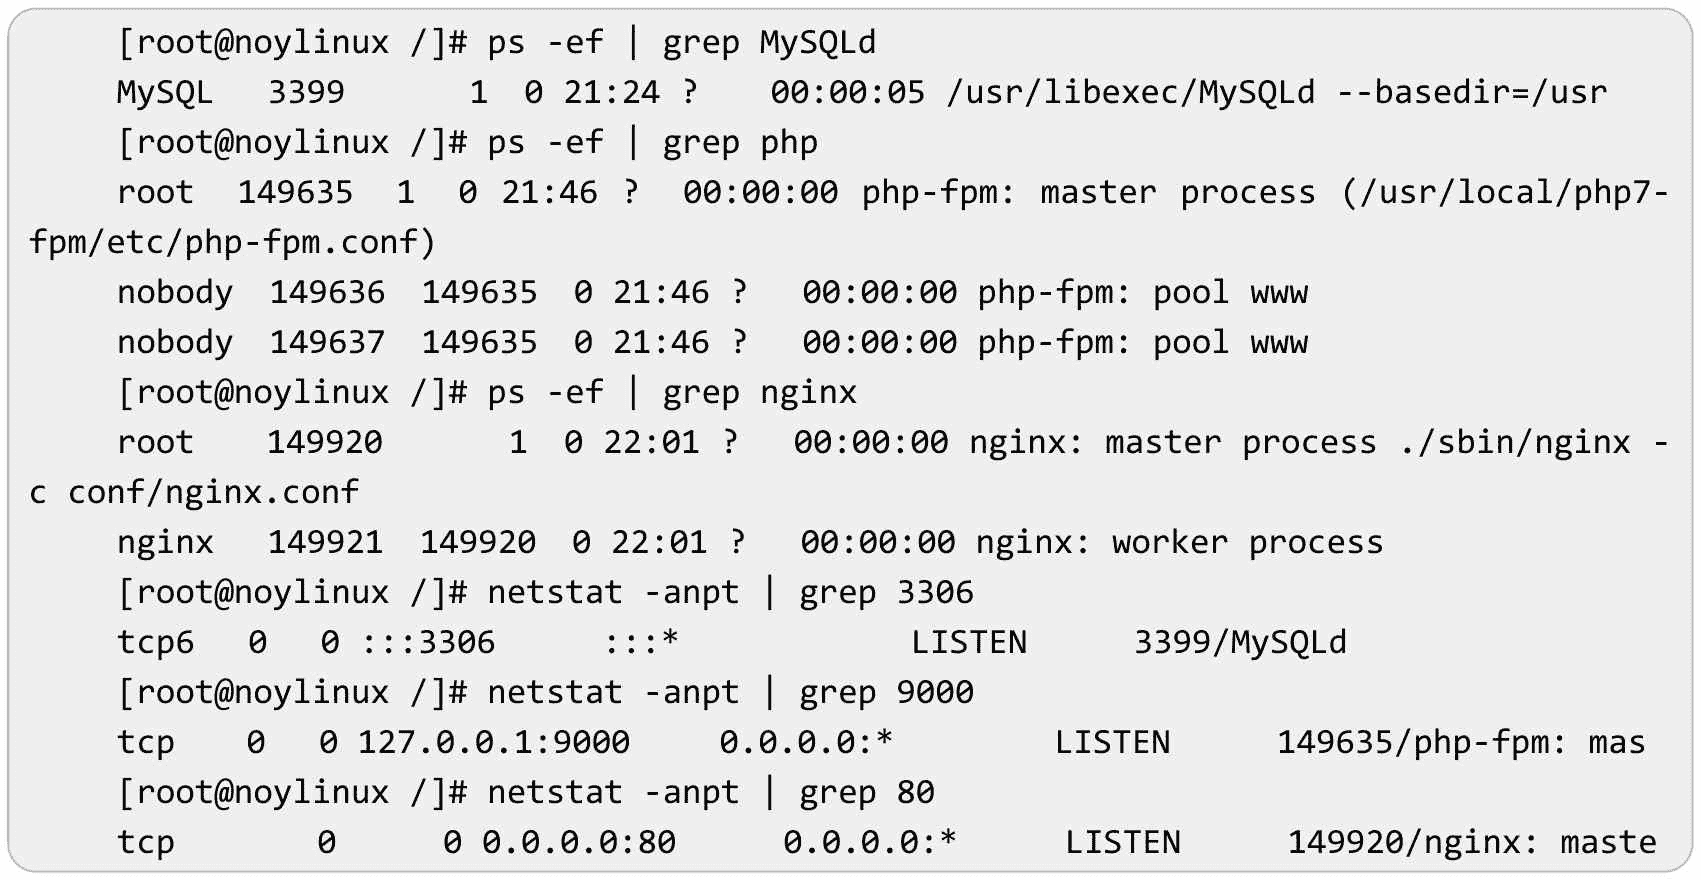 [root@noylinux /]# ps -ef | grep MySQLd
MySQL 3399 1 0 21:24 ? 00:00:05 /usr/libexec/MySQLd --basedir=/usr
[root@noylinux /]# ps -ef | grep php
root 149635 1 0 21:46 ? 00:00:00 php-fpm: master process (/usr/local/php7-
fpm/etc/php-fpm.conf)
nobody 149636 149635 0 21:46 ? 00:00:00 php-fpm: pool www
nobody 149637 149635 0 21:46 ? 00:00:00 php-fpm: pool www
[root@noylinux /]# ps -ef | grep nginx
root 149920 1 0 22:01 ? 00:00:00 nginx: master process ./sbin/nginx -
c conf/nginx.conf
nginx 149921 149920 0 22:01 ? 00:00:00 nginx: worker process
[root@noylinux /]# netstat -anpt | grep 3306
tcp6 0 0 :::3306 :::* LISTEN 3399/MySQLd
[root@noylinux /]# netstat -anpt | grep 9000
tcp 0 0 127.0.0.1:9000 0.0.0.0:* LISTEN 149635/php-fpm: mas
[root@noylinux /]# netstat -anpt | grep 80
tcp 0 0 0.0.0.0:80 0.0.0.0:* LISTEN 149920/nginx: maste